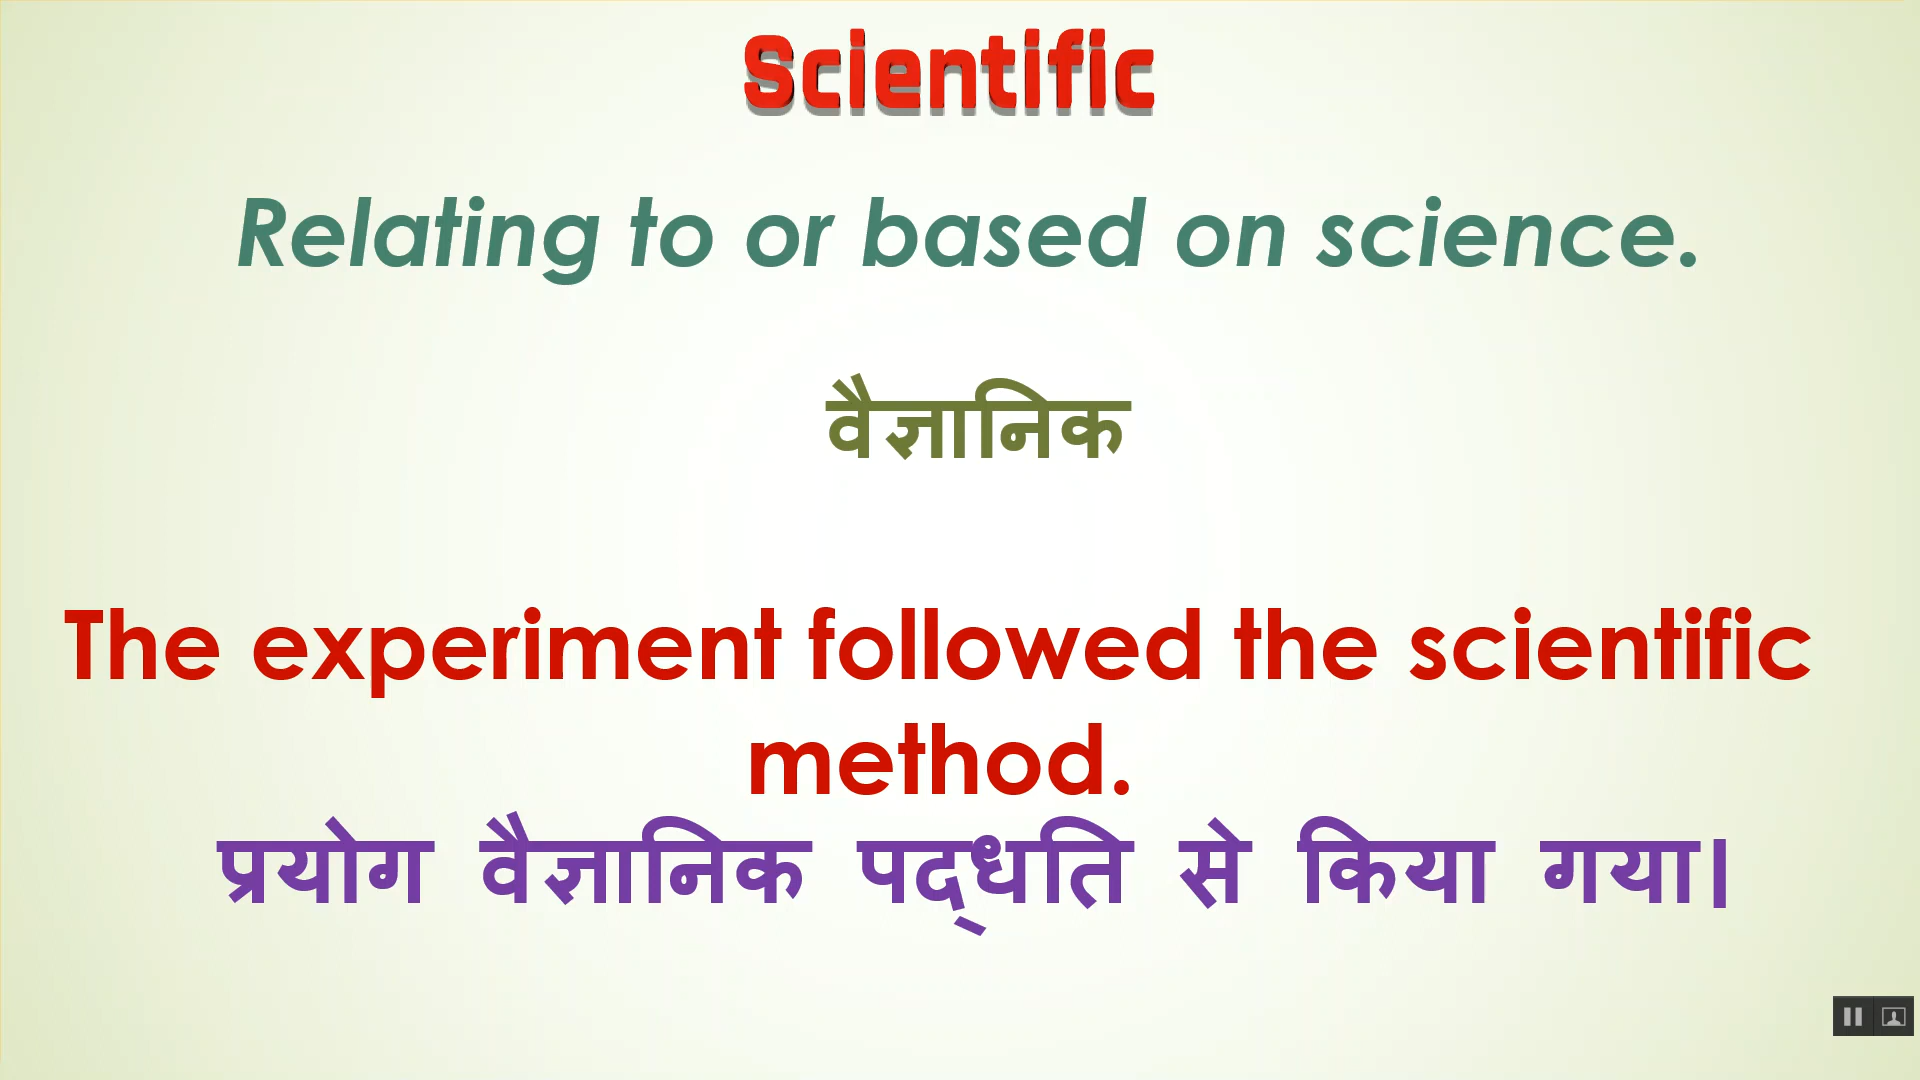 Scientific
Relating to or based on science.
वैज्ञानिक
The experiment followed the scientific
method.
प्रयोग वैज्ञानिक पद्धति से किया गया।